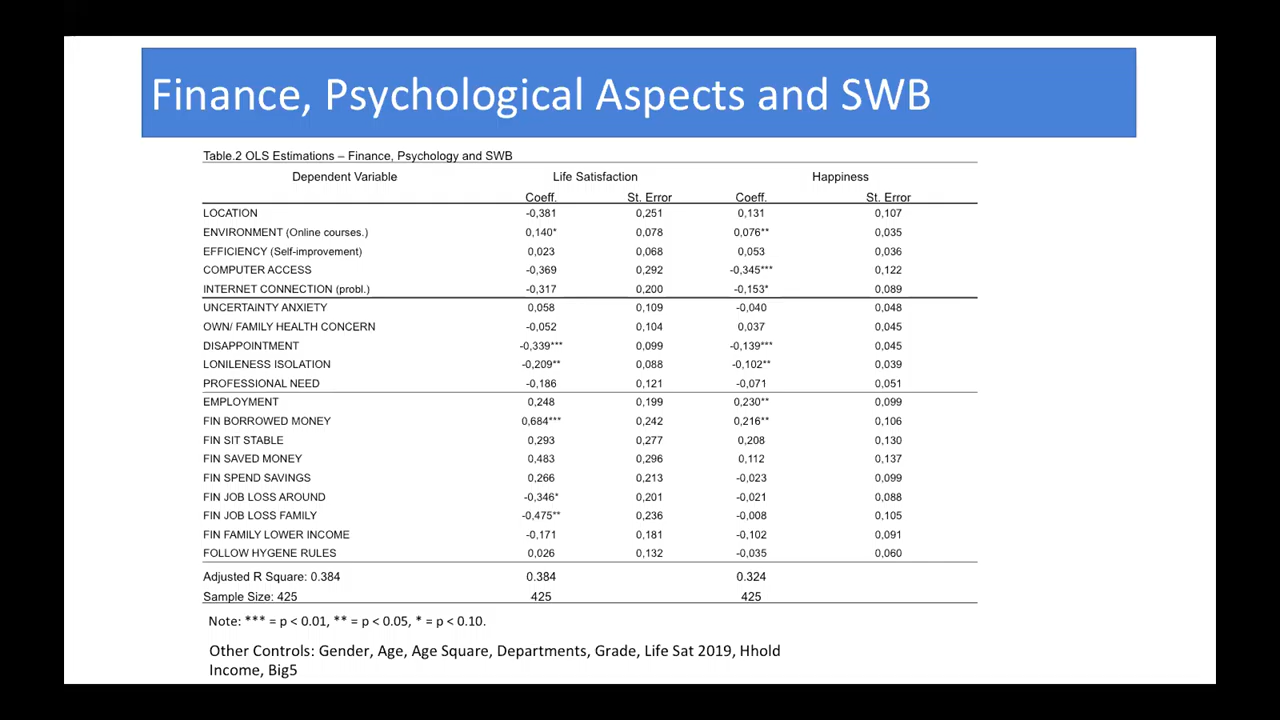 Finance, Psychological Aspects and SWB
Table.2 OLS Estimations – Finance, Psychology and SWB
Dependent Variable Life Satisfaction Happiness
Coeff. St. Error Coeff. St. Error
LOCATION -0,381 0,251 0,131 0,107
ENVIRONMENT (Online courses.) 0,140* 0,078 0,076** 0,035
EFFICIENCY (Self-improvement) 0,023 0,068 0,053 0,036
COMPUTER ACCESS -0,369 0,292 -0,345*** 0,122
INTERNET CONNECTION (probl.) -0,317 0,200 -0,153* 0,089
UNCERTAINTY ANXIETY 0,058 0,109 -0,040 0,048
OWN/ FAMILY HEALTH CONCERN -0,052 0,104 0,037 0,045
DISAPPOINTMENT -0,339*** 0,099 -0,139*** 0,045
LONILENESS ISOLATION -0,209** 0,088 -0,102** 0,039
PROFESSIONAL NEED -0,186 0,121 -0,071 0,051
EMPLOYMENT 0,248 0,199 0,230** 0,099
FIN BORROWED MONEY 0,684*** 0,242 0,216** 0,106
FIN SIT STABLE 0,293 0,277 0,208 0,130
FIN SAVED MONEY 0,483 0,296 0,112 0,137
FIN SPEND SAVINGS 0,266 0,213 -0,023 0,099
FIN JOB LOSS AROUND -0,346* 0,201 -0,021 0,088
FIN JOB LOSS FAMILY -0,475** 0,236 -0,008 0,105
FIN FAMILY LOWER INCOME -0,171 0,181 -0,102 0,091
FOLLOW HYGENE RULES 0,026 0,132 -0,035 0,060
Adjusted R Square: 0.384 0.384 0.324
Sample Size: 425 425 425
Note: *** = p < 0.01, ** = p < 0.05, * = p < 0.10.
Other Controls: Gender, Age, Age Square, Departments, Grade, Life Sat 2019, Hhold
Income, Big5